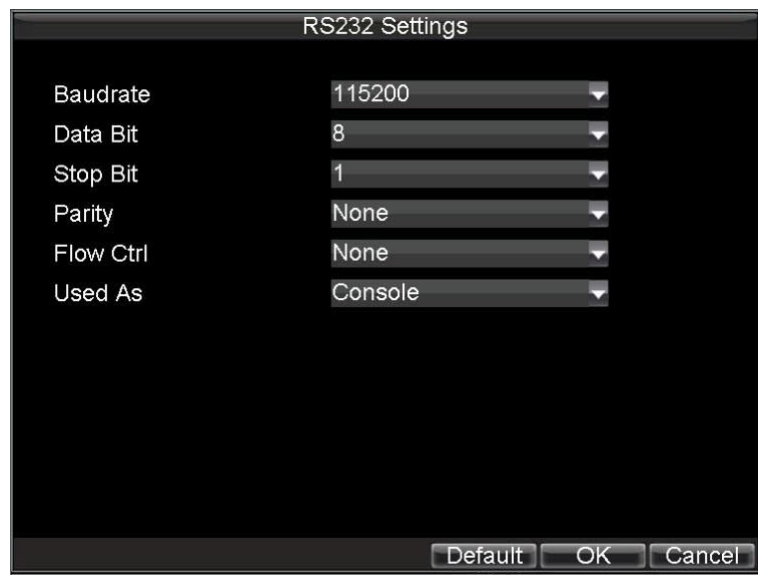 RS232 Settings
Baudrate 115200
Data Bit 8
Stop Bit 1
Parity None
Flow Ctrl None
Used As Console
Default OK Cancel